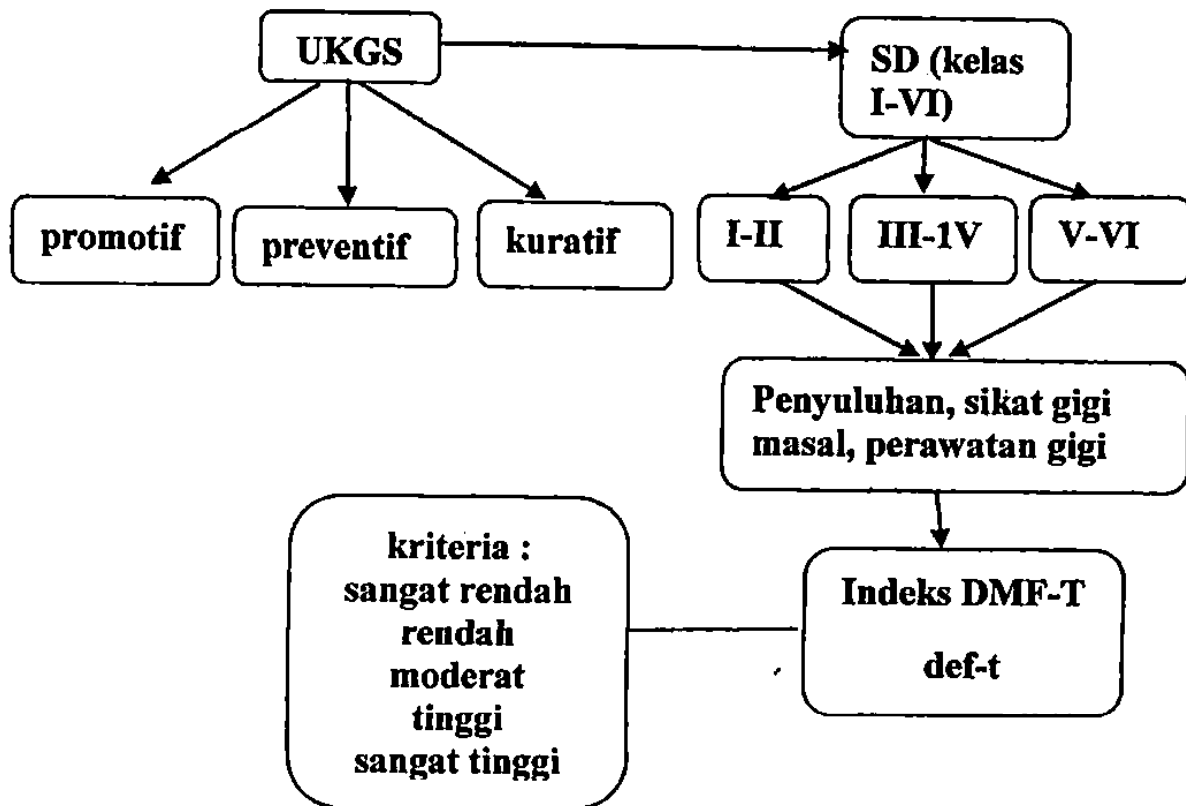 UKGS
SD (kelas
I-VI)
promotif
preventif
kuratif
I-II
III-1V
V-VI
Penyuluhan, sikat gigi
masal, perawatan gigi
kriteria :
sangat rendah
rendah
moderat
tinggi
sangat tinggi
Indeks DMF-T
def-t